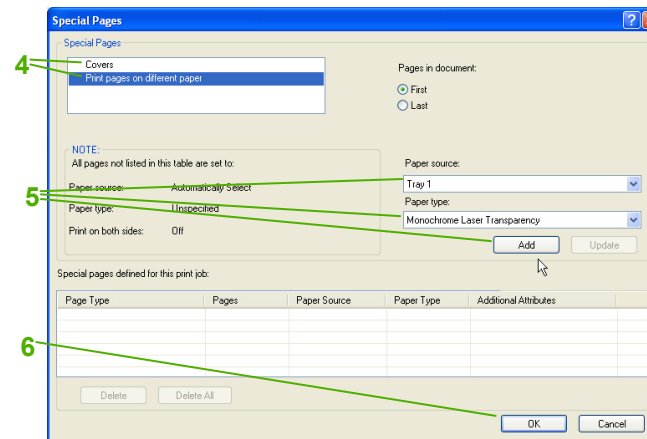 Special Pages
?
Special Pages
4
Covers
Print pages on different paper
Pages in document:
First
Last
NOTE:
All pages not listed in this table are set to:
Paper source: Automatically Select
Paper type: Unspecified
Print on both sides: Off
5
Paper source:
Tray 1
Paper type:
Monochrome Laser Transparency
Add Update
Special pages defined for this print job:
Page Type Pages Paper Source Paper Type Additional Attributes
6
Delete Delete All
OK Cancel